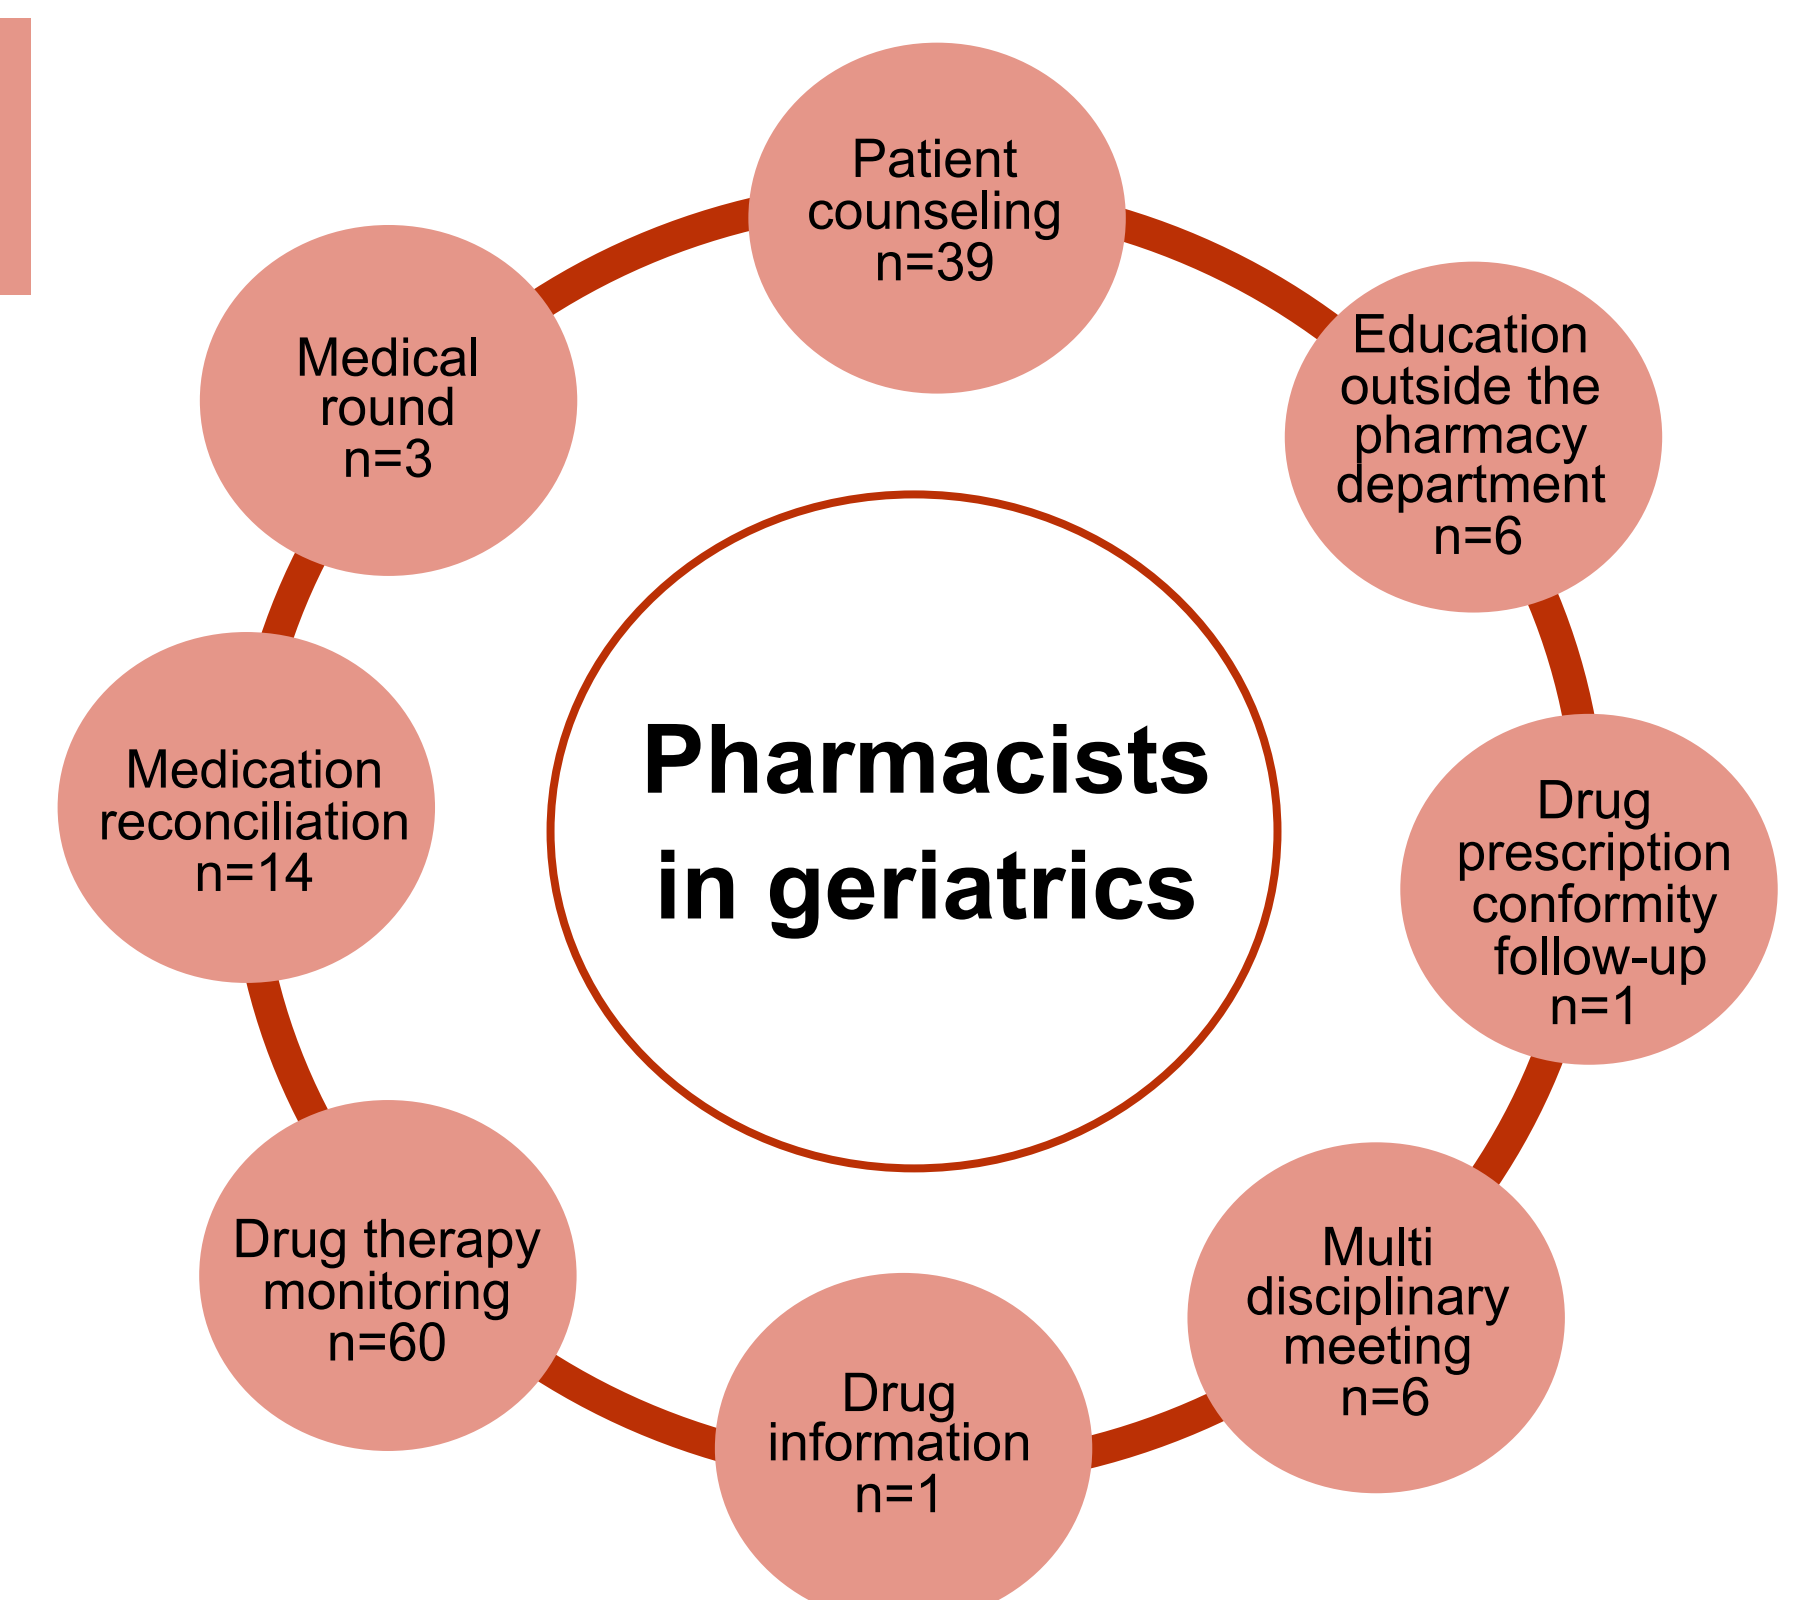 Patient
counseling
n=39
Education
outside the
pharmacy
department
n=6
Drug
prescription
conformity
follow-up
n=1
Multi
disciplinary
meeting
n=6
Drug
information
n=1
Drug therapy
monitoring
n=60
Medication
reconciliation
n=14
Medical
round
n=3
Pharmacists
in geriatrics